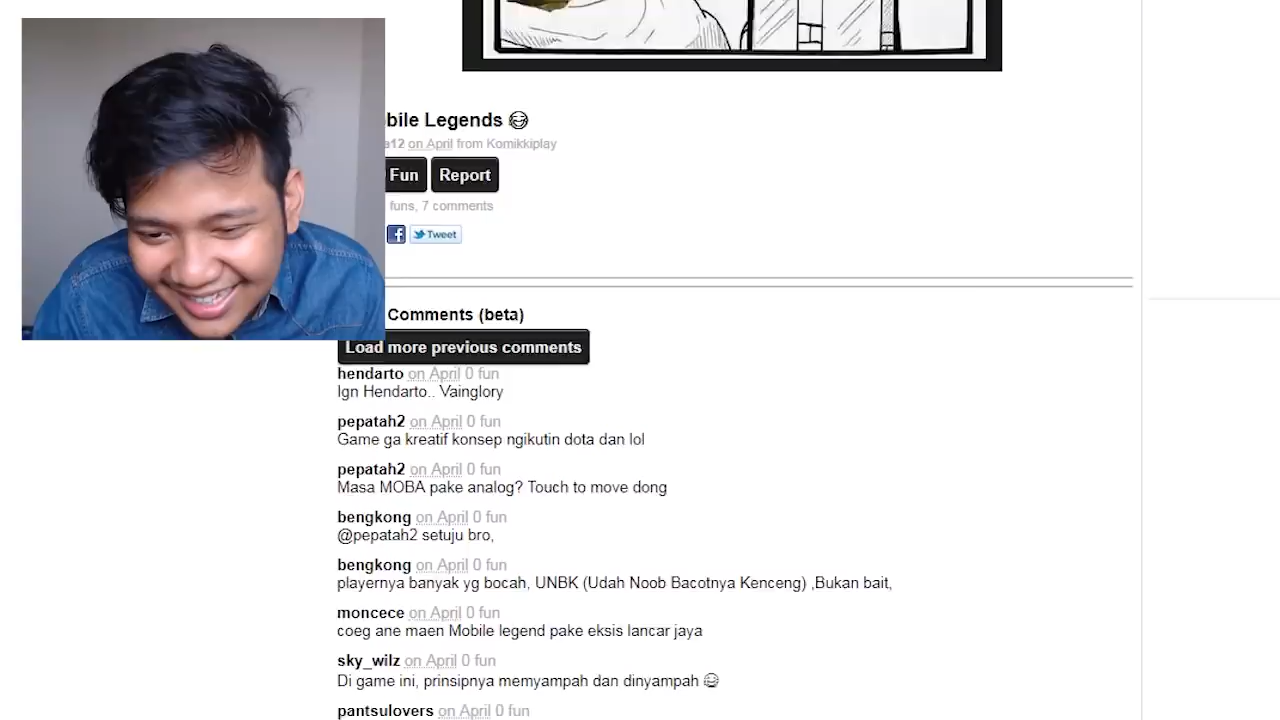 bile Legends 😂
a12 on April from Komikkiplay
Fun
Report
funs, 7 comments
Tweet
Comments (beta)
Load more previous comments
hendarto on April 0 fun
Ign Hendarto.. Vainglory
pepatah2 on April 0 fun
Game ga kreatif konsep ngikutin dota dan lol
pepatah2 on April 0 fun
Masa MOBA pake analog? Touch to move dong
bengkong on April 0 fun
@pepatah2 setuju bro,
bengkong on April 0 fun
playernya banyak yg bocah, UNBK (Udah Noob Bacotnya Kenceng) ,Bukan bait,
moncece on April 0 fun
coeg ane maen Mobile legend pake eksis lancar jaya
sky_wilz on April 0 fun
Di game ini, prinsipnya memyampah dan dinyampah 😂
pantsulovers on April 0 fun